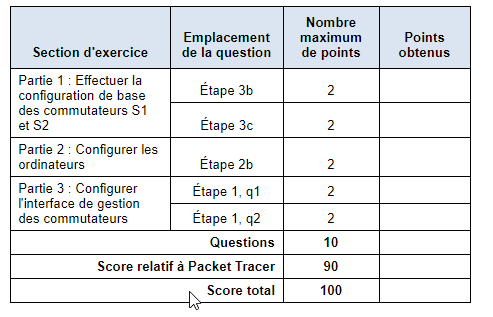 Section d'exercice
Emplacement
de la question
Nombre
maximum
de points
Points
obtenus
Partie 1 : Effectuer la
configuration de base
des commutateurs S1
et S2
Étape 3b
2
Étape 3c
2
Partie 2 : Configurer les
ordinateurs
Étape 2b
2
Partie 3 : Configurer
l'interface de gestion
des commutateurs
Étape 1, q1
2
Étape 1, q2
2
Questions
10
Score relatif à Packet Tracer
90
Score total
100